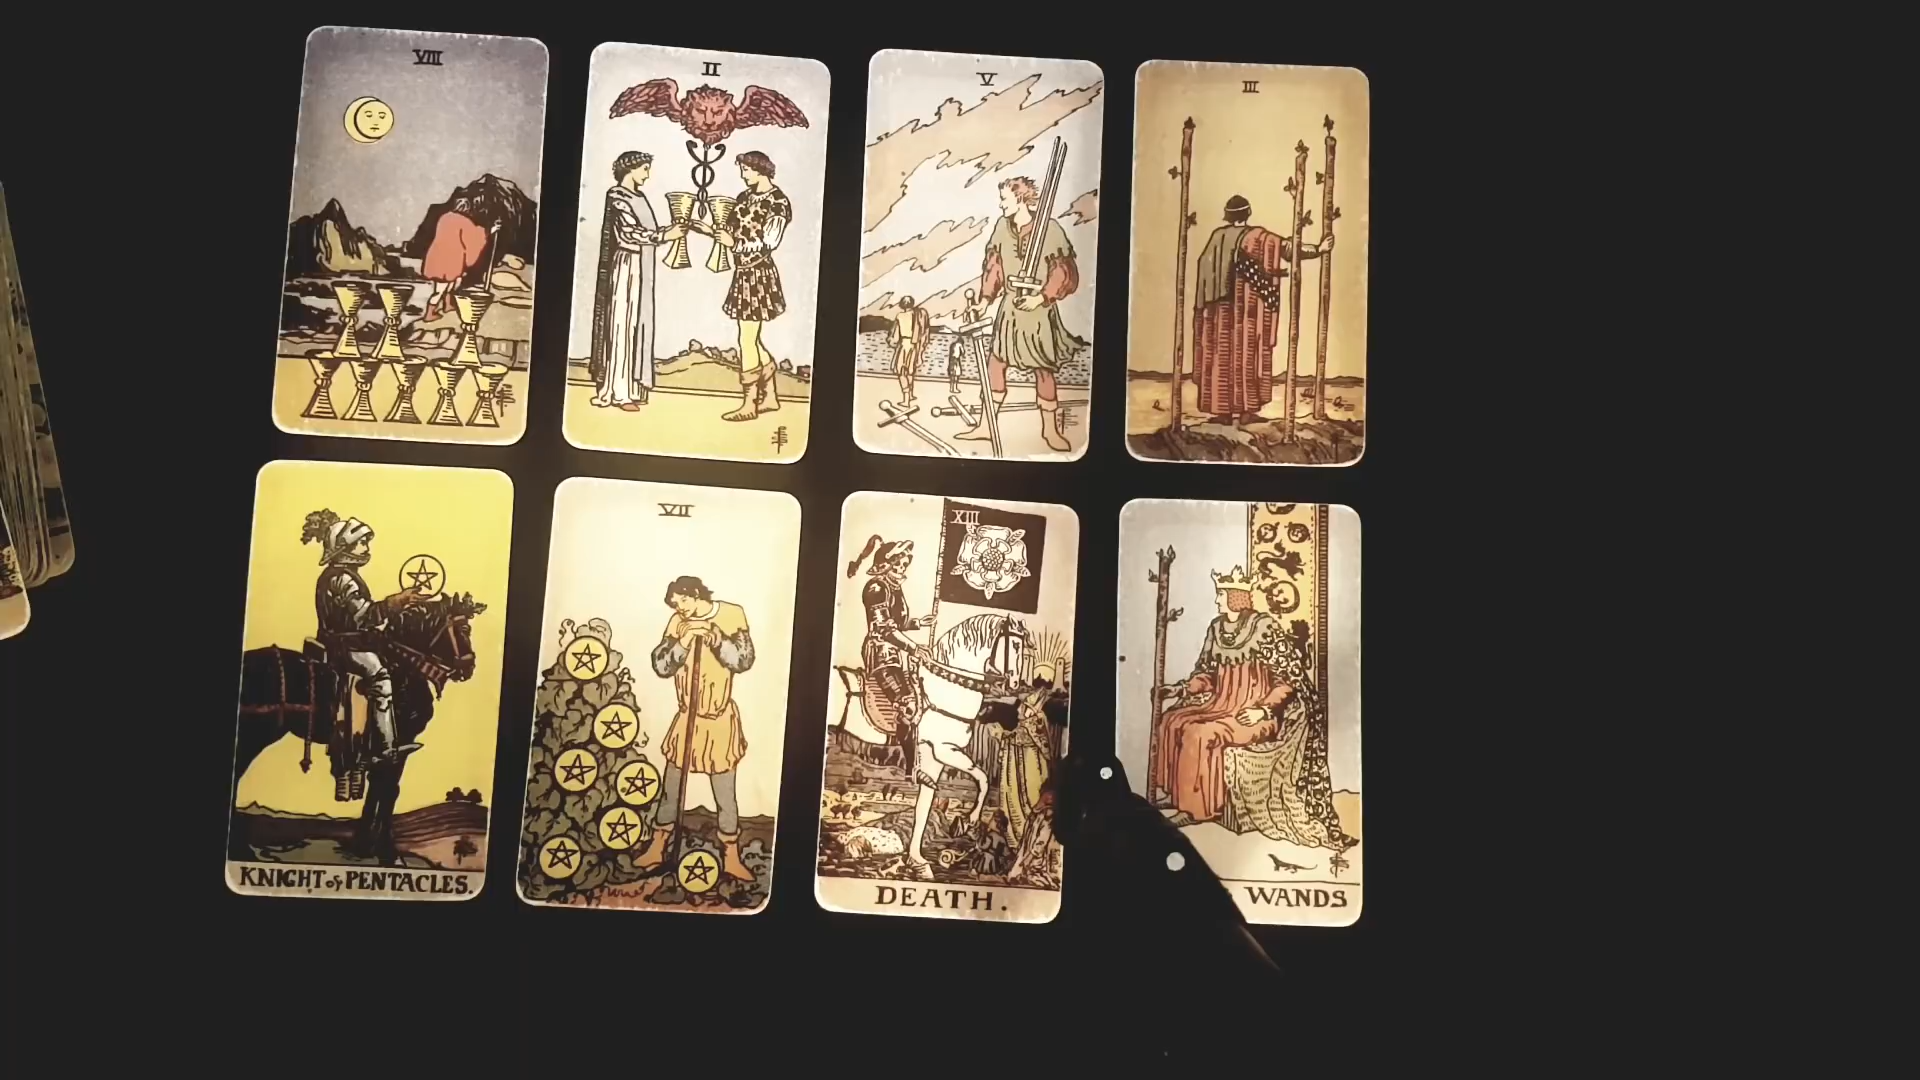 VIII
II
V
III
KNIGHT of PENTACLES.
VII
XIII
DEATH.
WANDS